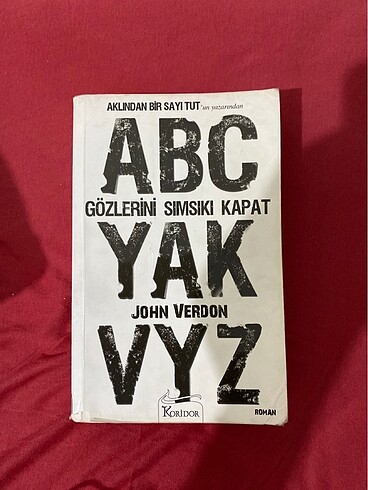 AKLINDAN BİR SAYI TUT'un yazarından
ABC
GÖZLERİNİ SIMSIKI KAPAT
YAK
JOHN VERDON
VYZ
KORİDOR
ROMAN